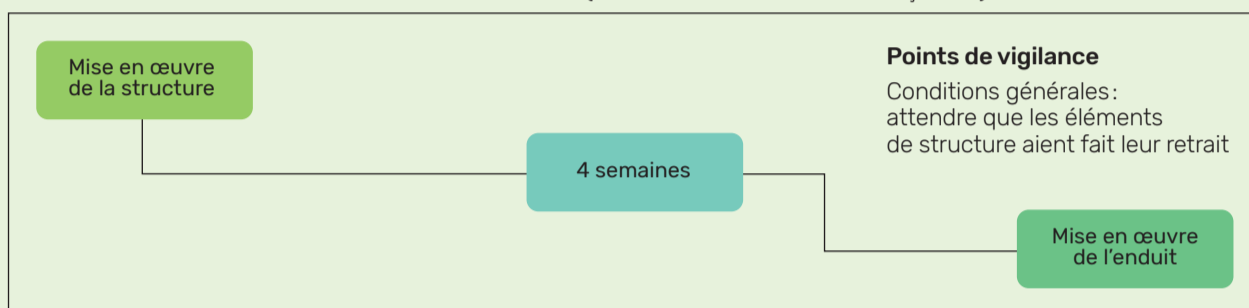 Mise en œuvre
de la structure
Points de vigilance
Conditions générales :
attendre que les éléments
de structure aient fait leur retrait
4 semaines
Mise en œuvre
de l’enduit